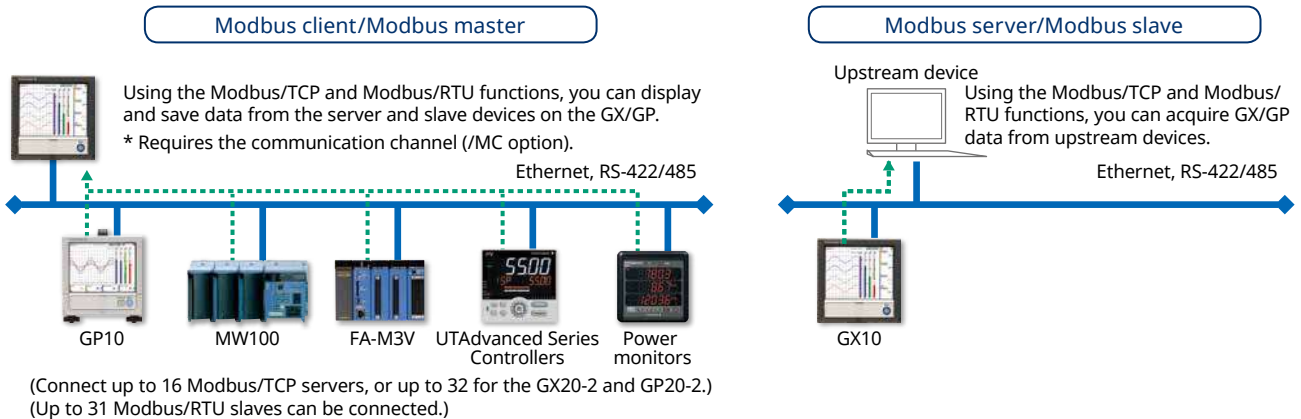 Modbus client/Modbus master
Using the Modbus/TCP and Modbus/RTU functions, you can display
and save data from the server and slave devices on the GX/GP.
* Requires the communication channel (/MC option).
Ethernet, RS-422/485
GP10
MW100
FA-M3V
UTAdvanced Series
Controllers
Power
monitors
(Connect up to 16 Modbus/TCP servers, or up to 32 for the GX20-2 and GP20-2.)
(Up to 31 Modbus/RTU slaves can be connected.)
Modbus server/Modbus slave
Upstream device
Using the Modbus/TCP and Modbus/
RTU functions, you can acquire GX/GP
data from upstream devices.
Ethernet, RS-422/485
GX10